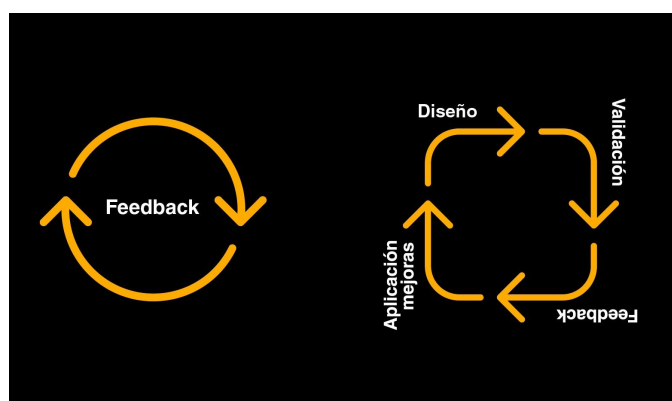 Feedback
Diseño
Validación
Feedback
Aplicación
mejoras